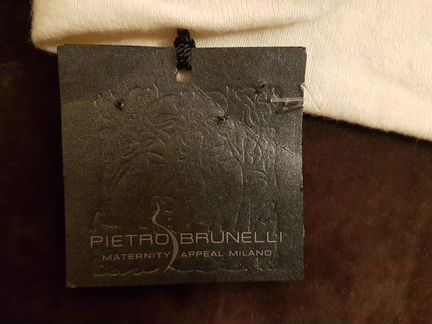 PIETRO BRUNELLI
MATERNITY APPEAL MILANO